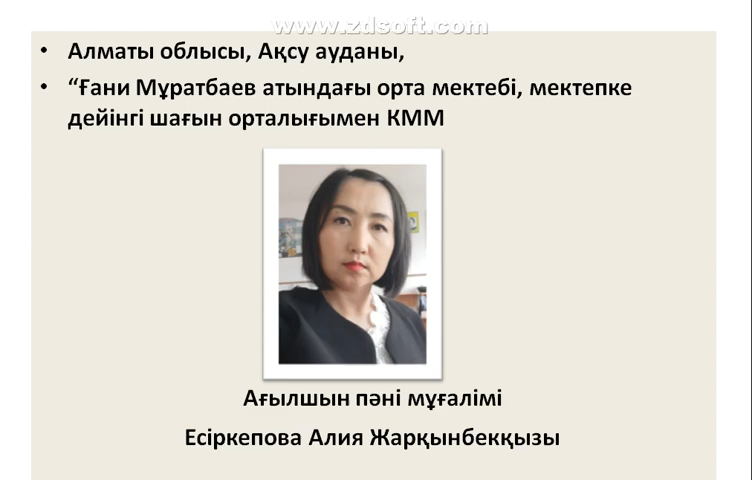 www.zdsoft.com
• Алматы облысы, Ақсу ауданы,
• “Ғани Мұратбаев атындағы орта мектебі, мектепке
дейінгі шағын орталығымен КММ
Ағылшын пәні мұғалімі
Есіркепова Алия Жарқынбекқызы